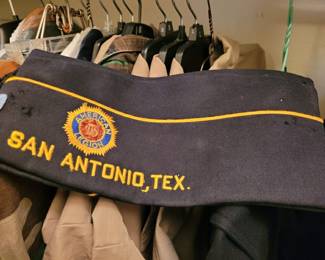 AMERICAN
LEGION
SAN ANTONIO, TEX.